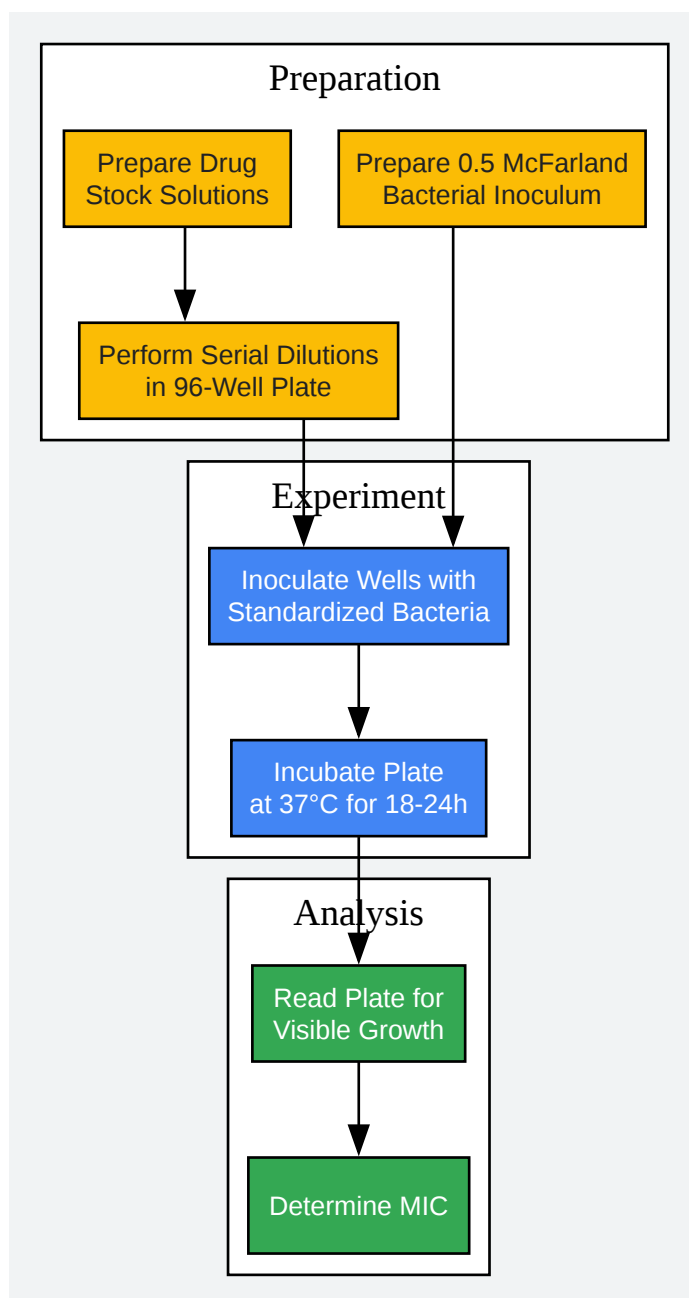 Preparation
Prepare Drug
Stock Solutions
Prepare 0.5 McFarland
Bacterial Inoculum
Perform Serial Dilutions
in 96-Well Plate
Experiment
Inoculate Wells with
Standardized Bacteria
Incubate Plate
at 37°C for 18-24h
Analysis
Read Plate for
Visible Growth
Determine MIC